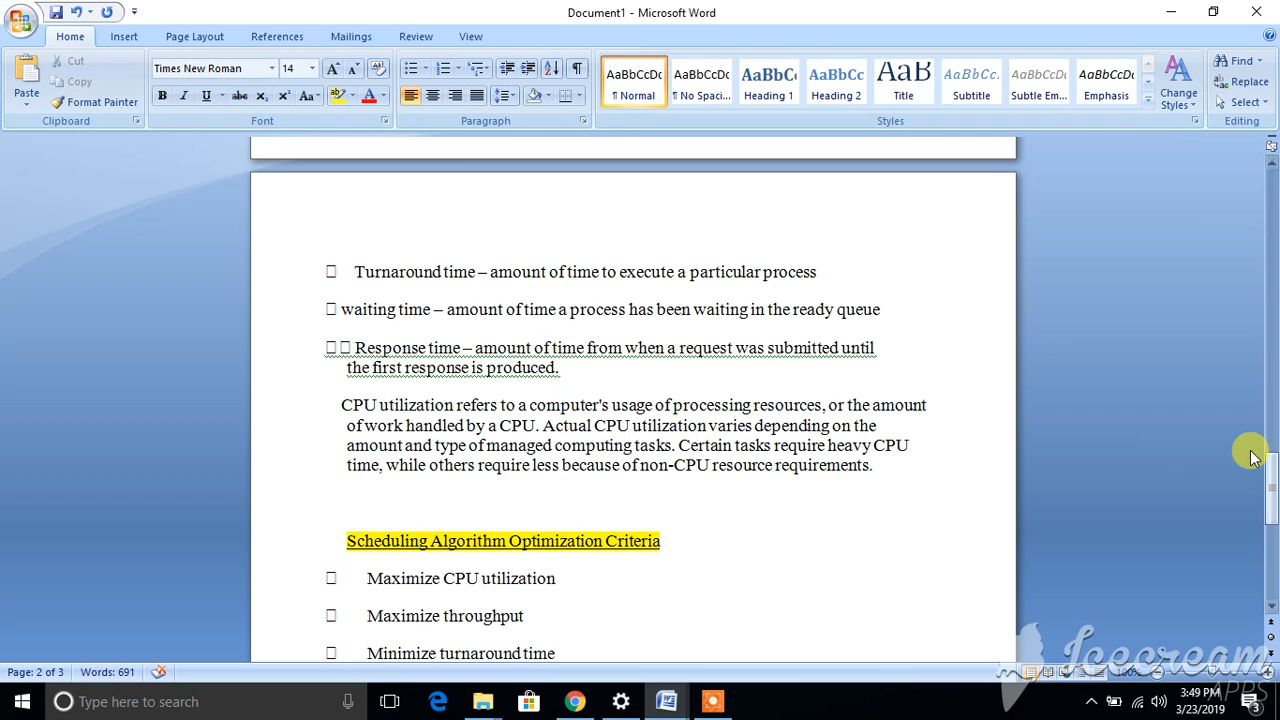 Document1 - Microsoft Word
Home Insert Page Layout References Mailings Review View
Paste
Cut
Copy
Format Painter
Clipboard
Times New Roman 14
Font
Paragraph
AaBbCcDc AaBbCcDc AaBbC AaBbCc AaB AaBbCc. AaBbCcDc AaBbCcDc
¶ Normal ¶ No Spaci... Heading 1 Heading 2 Title Subtitle Subtle Em... Emphasis
Change Styles
Styles
Find
Replace
Select
Editing
Turnaround time – amount of time to execute a particular process
waiting time – amount of time a process has been waiting in the ready queue
Response time – amount of time from when a request was submitted until
the first response is produced.
CPU utilization refers to a computer's usage of processing resources, or the amount
of work handled by a CPU. Actual CPU utilization varies depending on the
amount and type of managed computing tasks. Certain tasks require heavy CPU
time, while others require less because of non-CPU resource requirements.
Scheduling Algorithm Optimization Criteria
Maximize CPU utilization
Maximize throughput
Minimize turnaround time
Icecream
APPS
Page: 2 of 3 Words: 691 100%
Type here to search
3:49 PM
3/23/2019
3